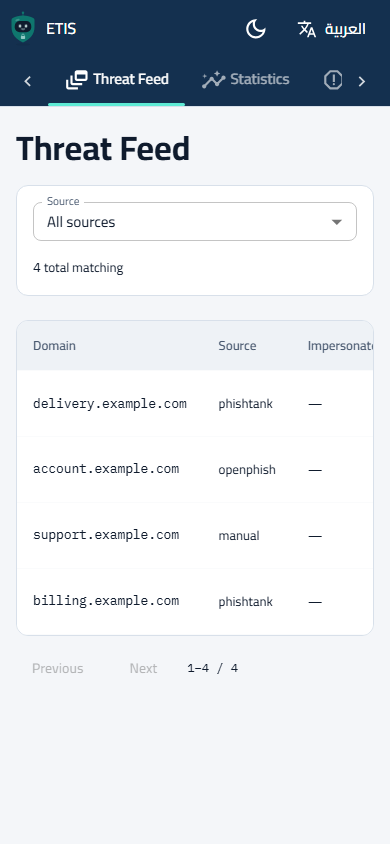 ETIS
العربية
Threat Feed
Statistics
Threat Feed
Source
All sources
4 total matching
Domain Source Impersonate
delivery.example.com phishtank —
account.example.com openphish —
support.example.com manual —
billing.example.com phishtank —
Previous Next 1–4 / 4